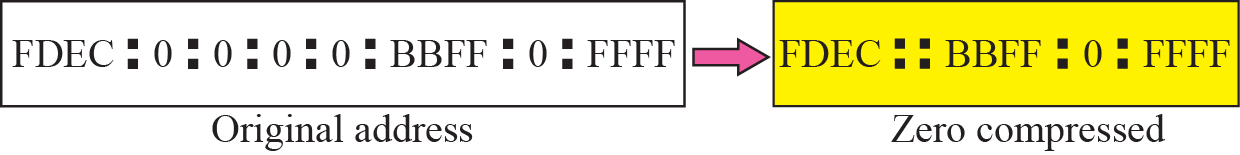 FDEC : 0 : 0 : 0 : 0 : BBFF : 0 : FFFF
FDEC : : BBFF : 0 : FFFF
Original address
Zero compressed